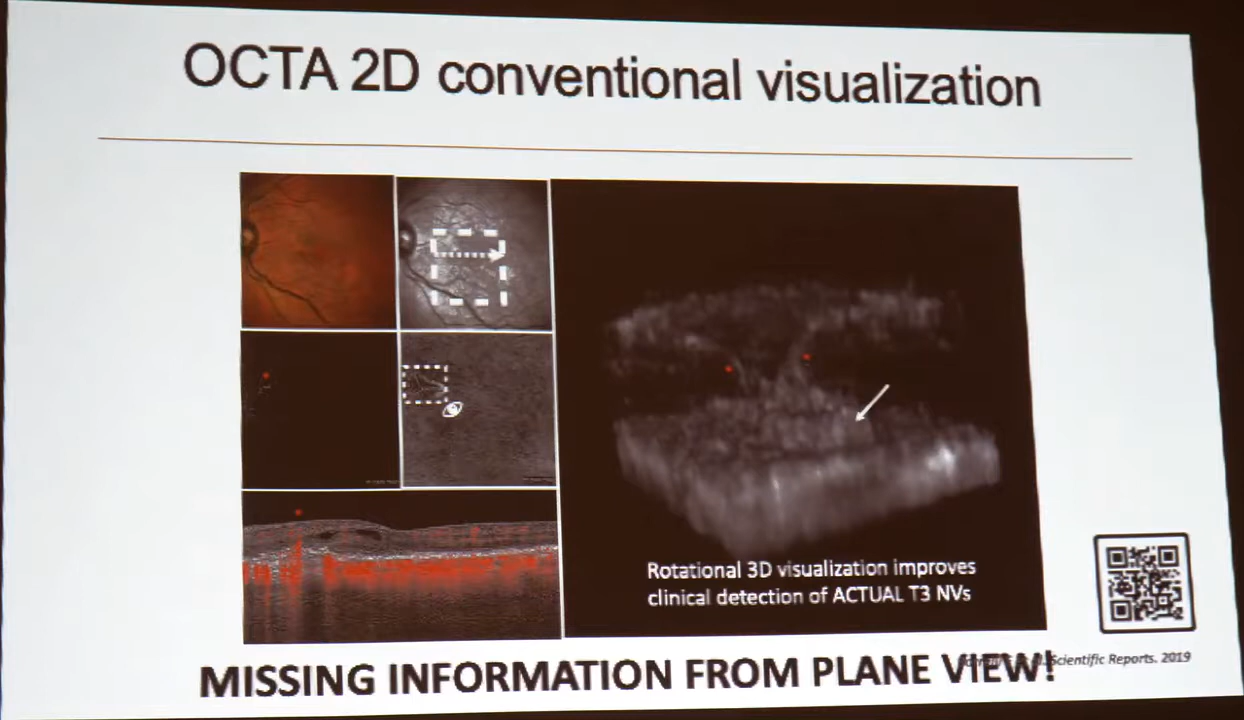 OCTA 2D conventional visualization
Rotational 3D visualization improves
clinical detection of ACTUAL T3 NVs
Scientific Reports. 2019
MISSING INFORMATION FROM PLANE VIEW!